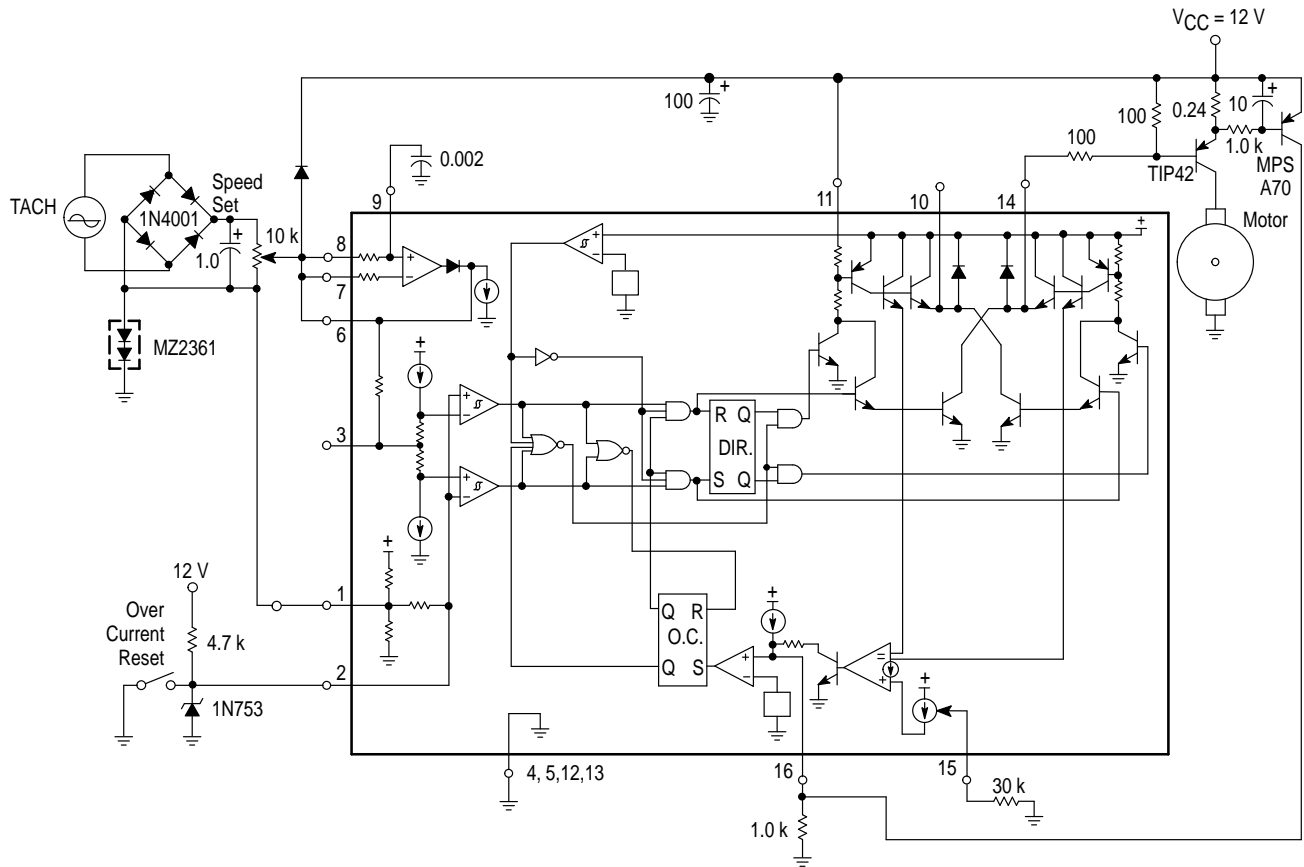 VCC = 12 V
100
+
0.24
10
+
100
100
1.0 k
TIP42
MPS
A70
Motor
0.002
TACH
1N4001
Speed
Set
+
1.0
10 k
MZ2361
9
11
10
14
8
7
6
3
1
2
+
–
+
–
+
+
+
–
+
–
R Q
DIR.
S Q
+
12 V
Over
Current
Reset
4.7 k
1N753
Q R
O.C.
Q S
+
+
–
=
+
+
4, 5,12,13
16
15
30 k
1.0 k